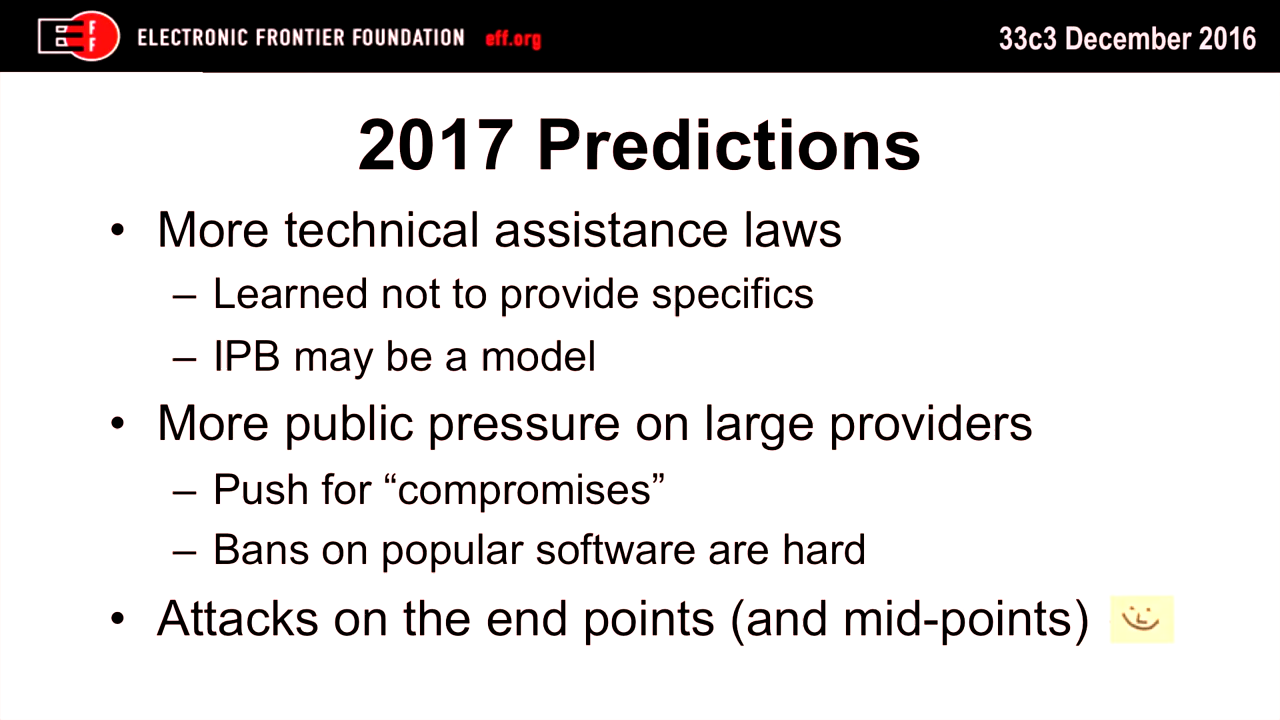 EFF
ELECTRONIC FRONTIER FOUNDATION eff.org
33c3 December 2016
2017 Predictions
• More technical assistance laws
– Learned not to provide specifics
– IPB may be a model
• More public pressure on large providers
– Push for “compromises”
– Bans on popular software are hard
• Attacks on the end points (and mid-points)